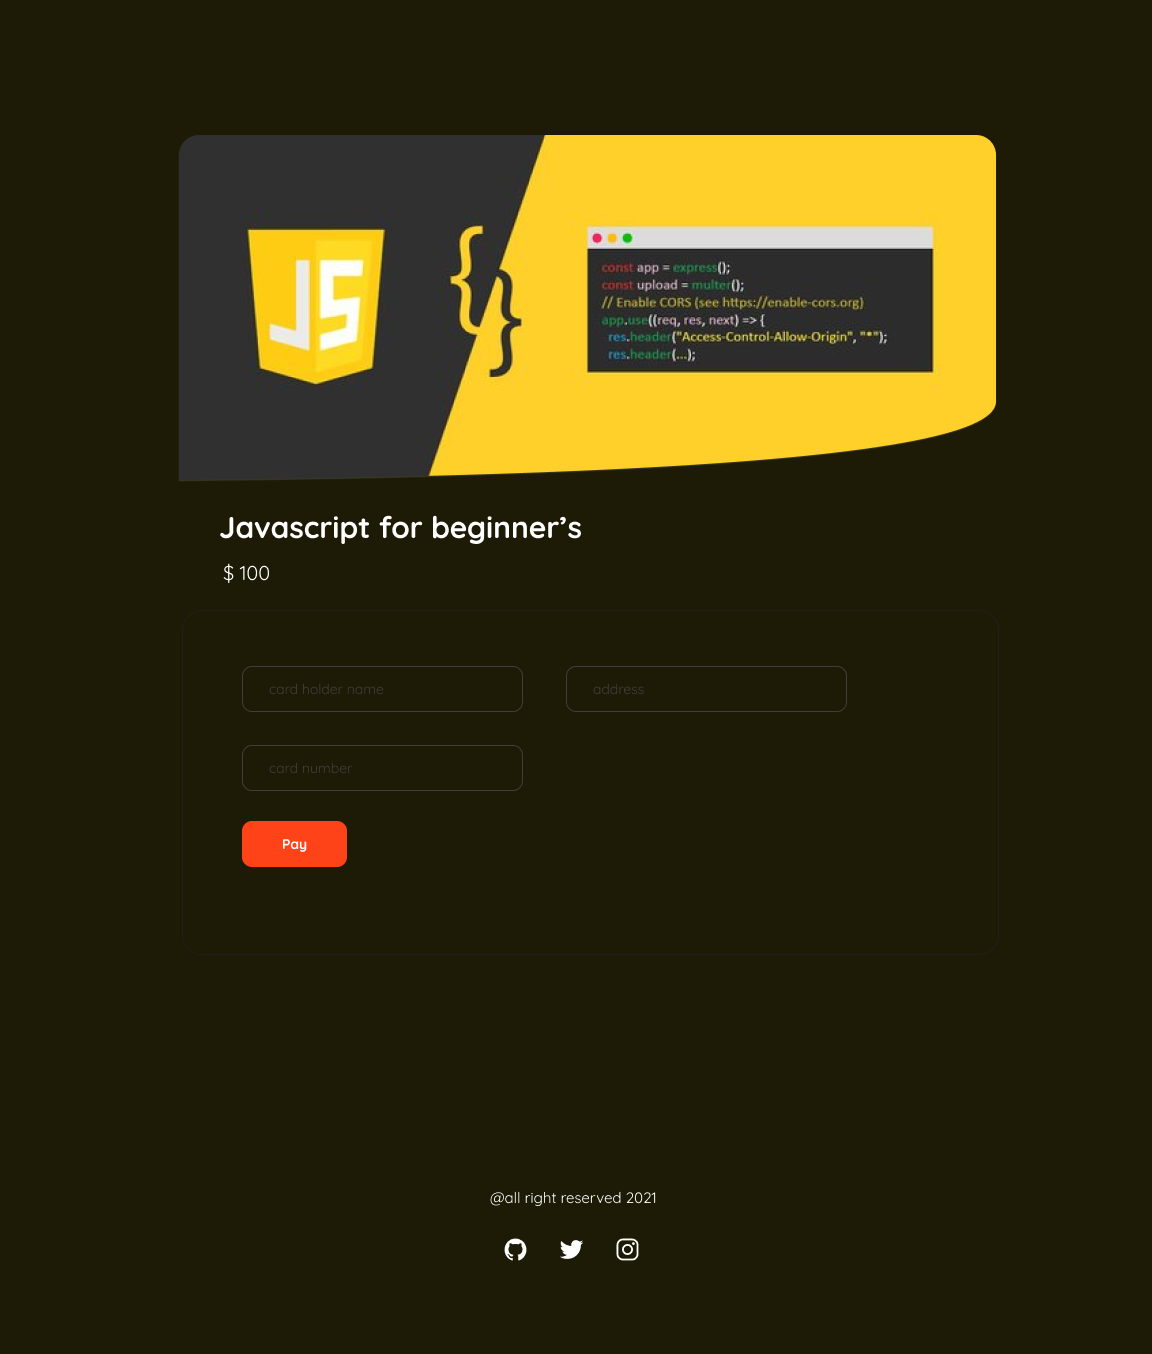 JS
{
}
const app = express();
const upload = multer();
// Enable CORS (see https://enable-cors.org)
app.use((req, res, next) => {
res.header("Access-Control-Allow-Origin", "*");
res.header(...);
Javascript for beginner’s
$ 100
card holder name address
card number
Pay
@all right reserved 2021